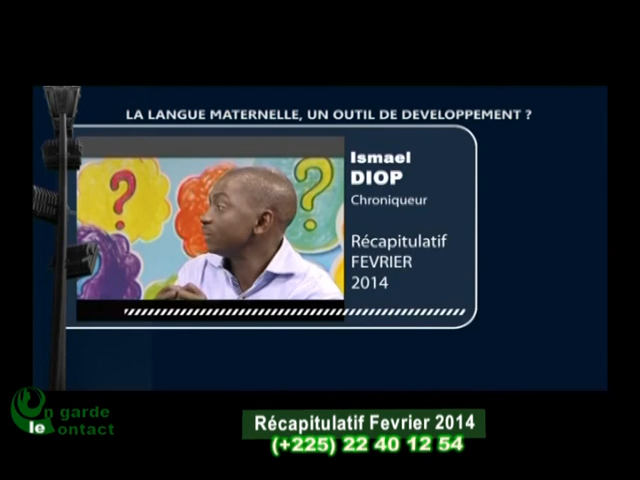 LA LANGUE MATERNELLE, UN OUTIL DE DEVELOPPEMENT ?
Ismael
DIOP
Chroniqueur
Récapitulatif
FEVRIER
2014
? ?
On garde
le Contact
Récapitulatif Fevrier 2014
(+225) 22 40 12 54